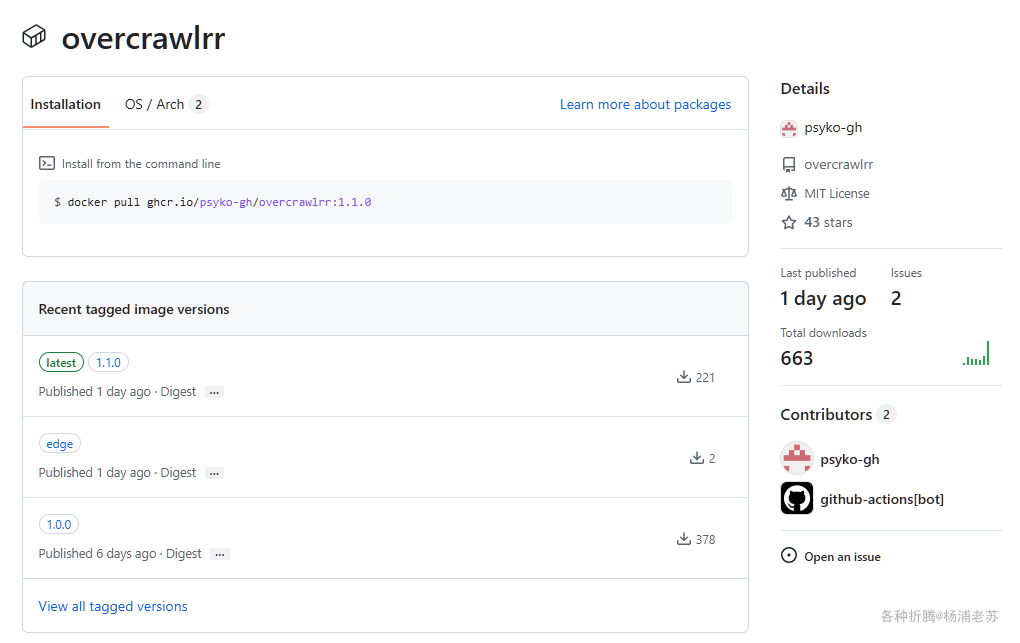 overcrawlrr
Installation
OS / Arch 2
Learn more about packages
Install from the command line
$ docker pull ghcr.io/psyko-gh/overcrawlrr:1.1.0
Recent tagged image versions
latest 1.1.0
Published 1 day ago · Digest ...
221
edge
Published 1 day ago · Digest ...
2
1.0.0
Published 6 days ago · Digest ...
378
View all tagged versions
Details
psyko-gh
overcrawlrr
MIT License
43 stars
Last published Issues
1 day ago 2
Total downloads
663
Contributors 2
psyko-gh
github-actions[bot]
Open an issue
各种折腾@杨浦老苏